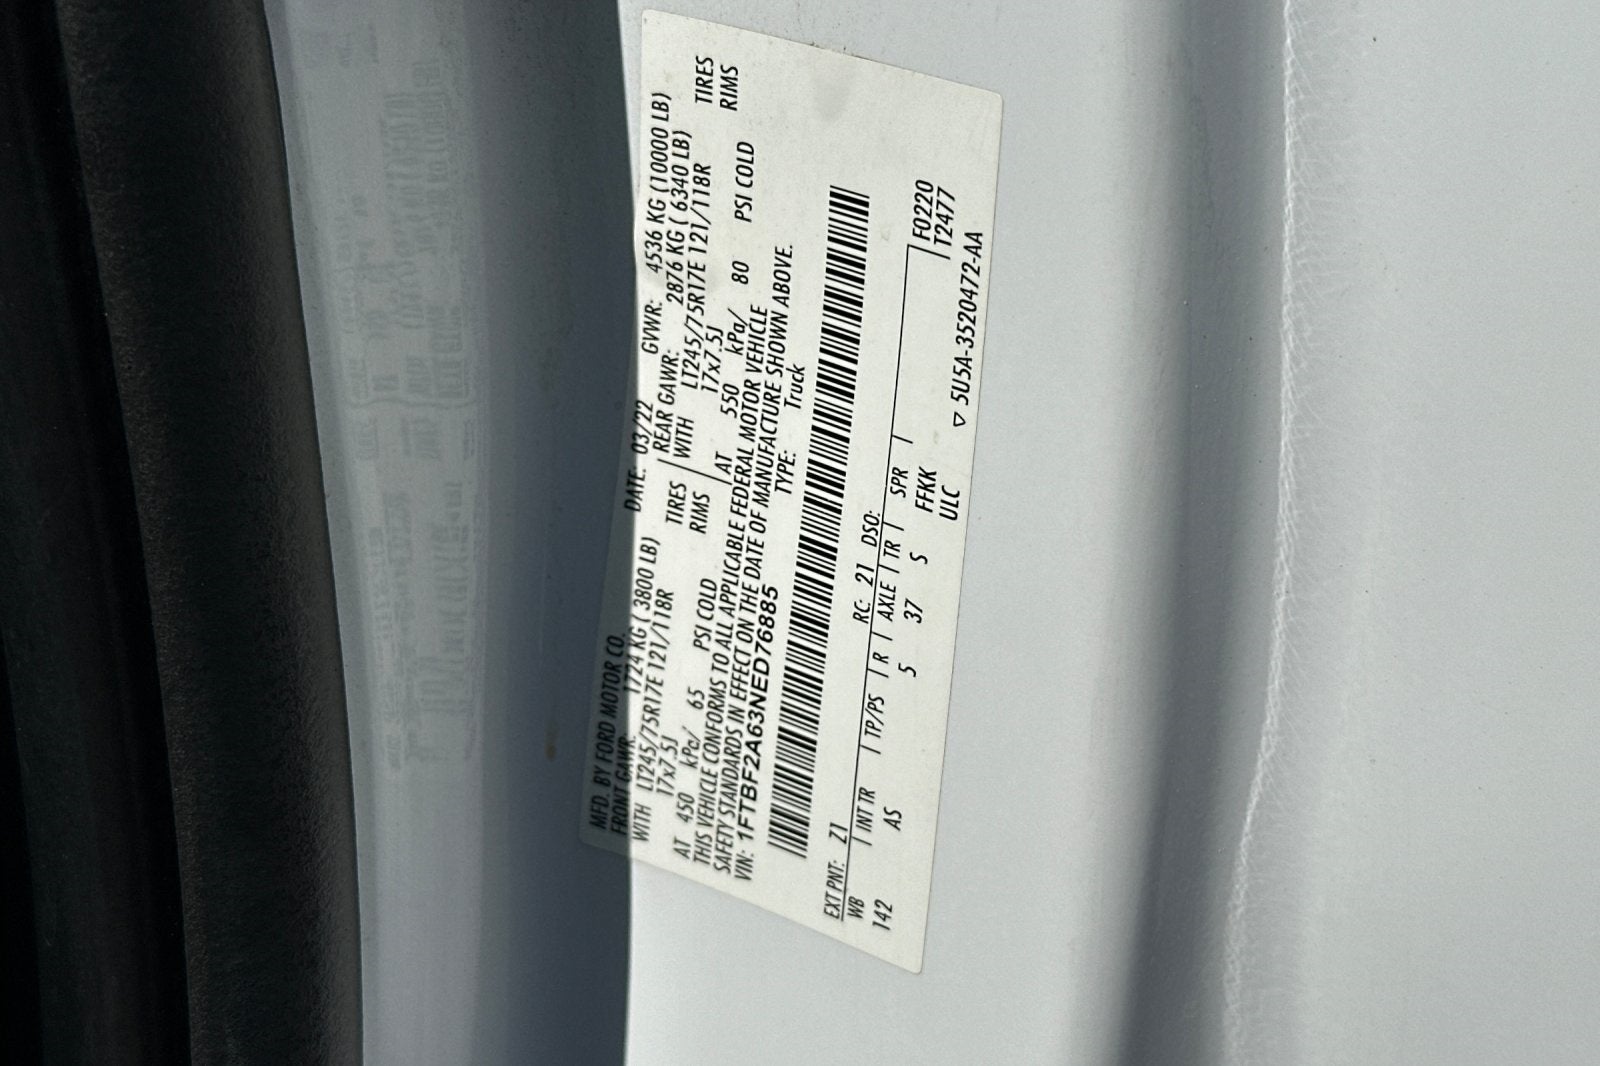 MFD. BY FORD MOTOR CO.
DATE: 03/22 GVWR: 4536 KG (10000 LB)
FRONT GAWR: 1724 KG ( 3800 LB) REAR GAWR: 2876 KG ( 6340 LB)
WITH LT245/75R17E 121/118R TIRES WITH LT245/75R17E 121/118R TIRES
17x7.5J RIMS 17x7.5J RIMS
AT 450 kPa/ 65 PSI COLD AT 550 kPa/ 80 PSI COLD
THIS VEHICLE CONFORMS TO ALL APPLICABLE FEDERAL MOTOR VEHICLE
SAFETY STANDARDS IN EFFECT ON THE DATE OF MANUFACTURE SHOWN ABOVE.
VIN: 1FTBF2A63NED76885 TYPE: Truck
EXT PNT: Z1 RC: 21 DSO: F0220
WB INT TR TP/PS R AXLE TR SPR T2477
142 AS 5 37 5 FFKK
ULC ▽ 5U5A-3520472-AA